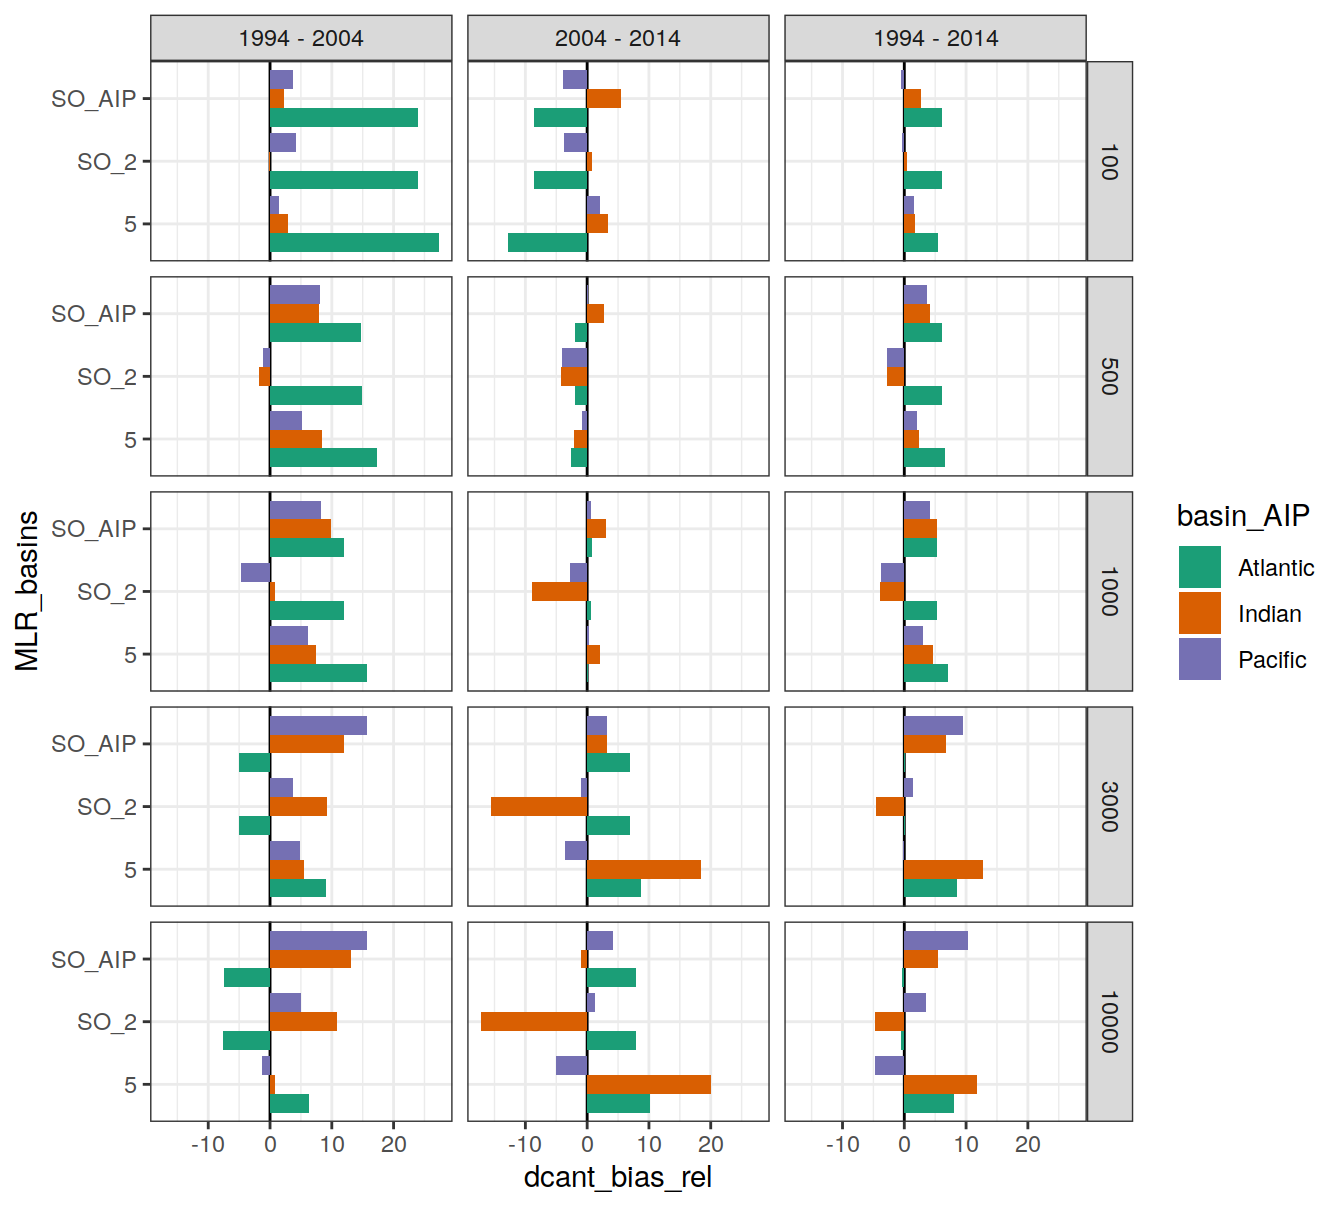 1994 - 2004
2004 - 2014
1994 - 2014
SO_AIP
SO_2
5
100
SO_AIP
SO_2
5
500
SO_AIP
SO_2
5
1000
SO_AIP
SO_2
5
3000
SO_AIP
SO_2
5
10000
-10 0 10 20
-10 0 10 20
-10 0 10 20
dcant_bias_rel
MLR_basins
basin_AIP
Atlantic
Indian
Pacific